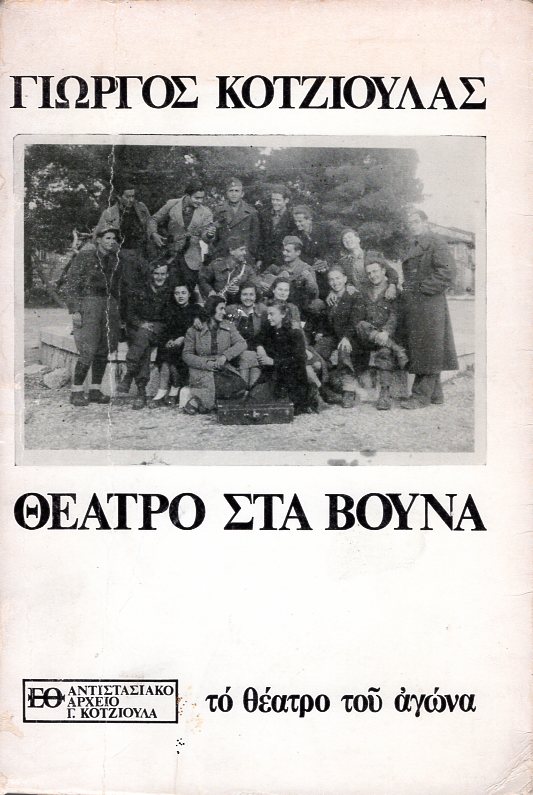 ΓΙΩΡΓΟΣ ΚΟΤΖΙΟΥΛΑΣ
ΘΕΑΤΡΟ ΣΤΑ ΒΟΥΝΑ
ΕΘ
ΑΝΤΙΣΤΑΣΙΑΚΟ
ΑΡΧΕΙΟ
Γ. ΚΟΤΖΙΟΥΛΑ
τό θέατρο τοῦ ἀγώνα